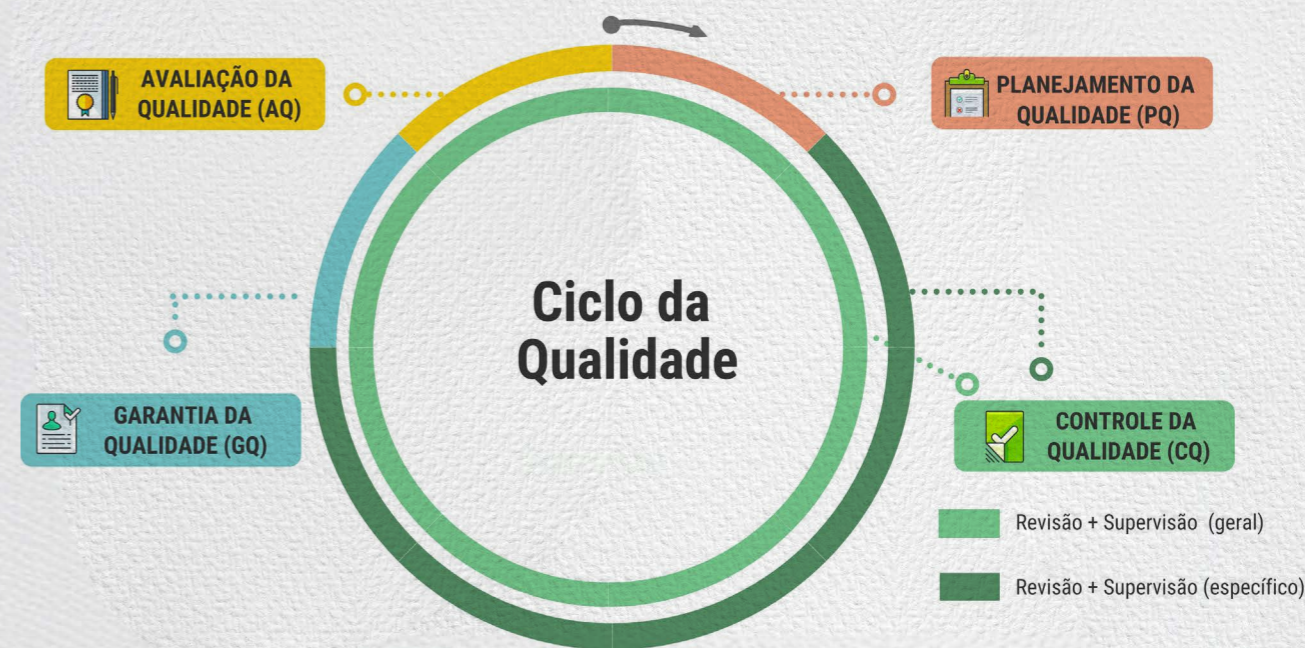 AVALIAÇÃO DA
QUALIDADE (AQ)
PLANEJAMENTO DA
QUALIDADE (PQ)
Ciclo da
Qualidade
GARANTIA DA
QUALIDADE (GQ)
CONTROLE DA
QUALIDADE (CQ)
Revisão + Supervisão (geral)
Revisão + Supervisão (específico)